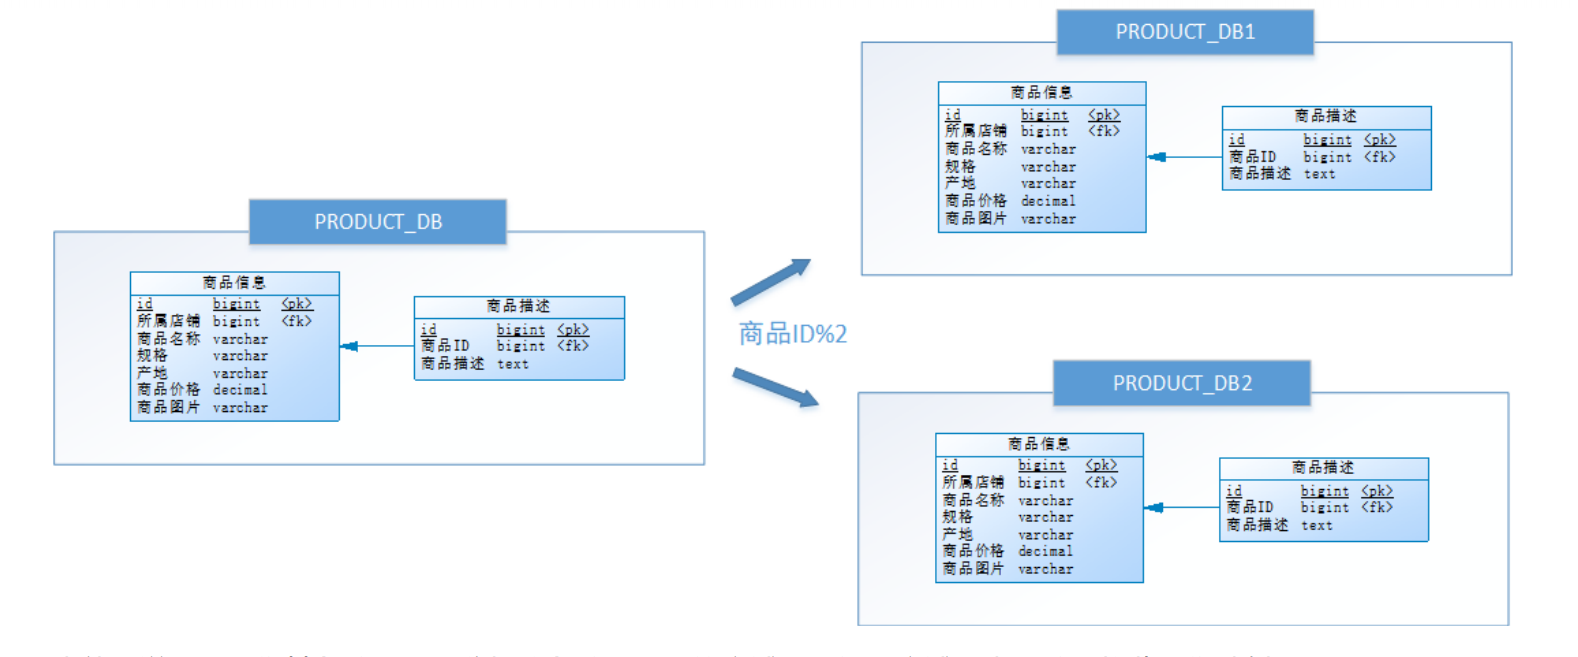 PRODUCT_DB
商品信息
id bigint <pk>
所属店铺 bigint <fk>
商品名称 varchar
规格 varchar
产地 varchar
商品价格 decimal
商品图片 varchar
商品描述
id bigint <pk>
商品ID bigint <fk>
商品描述 text
商品ID%2
PRODUCT_DB1
商品信息
id bigint <pk>
所属店铺 bigint <fk>
商品名称 varchar
规格 varchar
产地 varchar
商品价格 decimal
商品图片 varchar
商品描述
id bigint <pk>
商品ID bigint <fk>
商品描述 text
PRODUCT_DB2
商品信息
id bigint <pk>
所属店铺 bigint <fk>
商品名称 varchar
规格 varchar
产地 varchar
商品价格 decimal
商品图片 varchar
商品描述
id bigint <pk>
商品ID bigint <fk>
商品描述 text